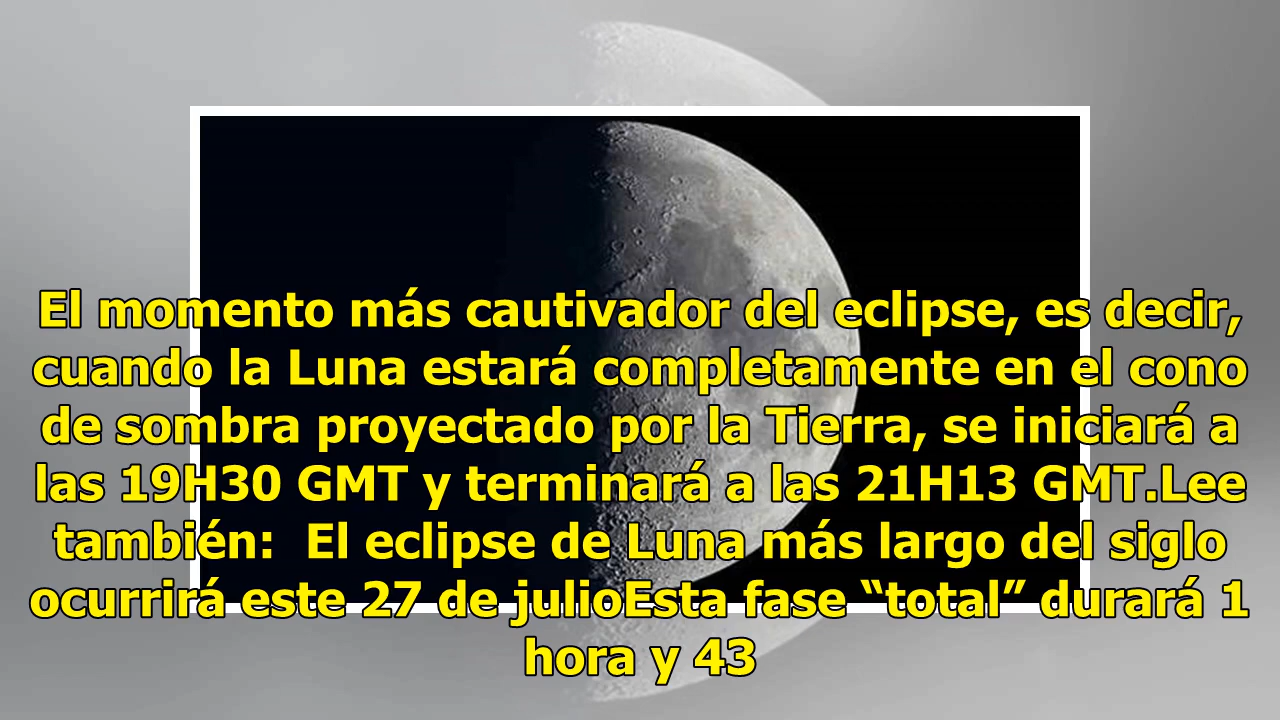 El momento más cautivador del eclipse, es decir,
cuando la Luna estará completamente en el cono
de sombra proyectado por la Tierra, se iniciará a
las 19H30 GMT y terminará a las 21H13 GMT.Lee
también:  El eclipse de Luna más largo del siglo
ocurrirá este 27 de julioEsta fase “total” durará 1
hora y 43